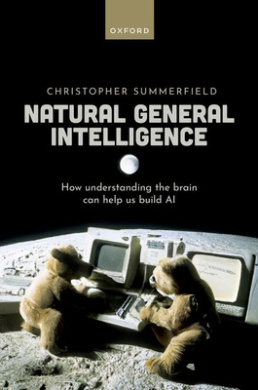 OXFORD
CHRISTOPHER SUMMERFIELD
NATURAL GENERAL
INTELLIGENCE
How understanding the brain
can help us build AI